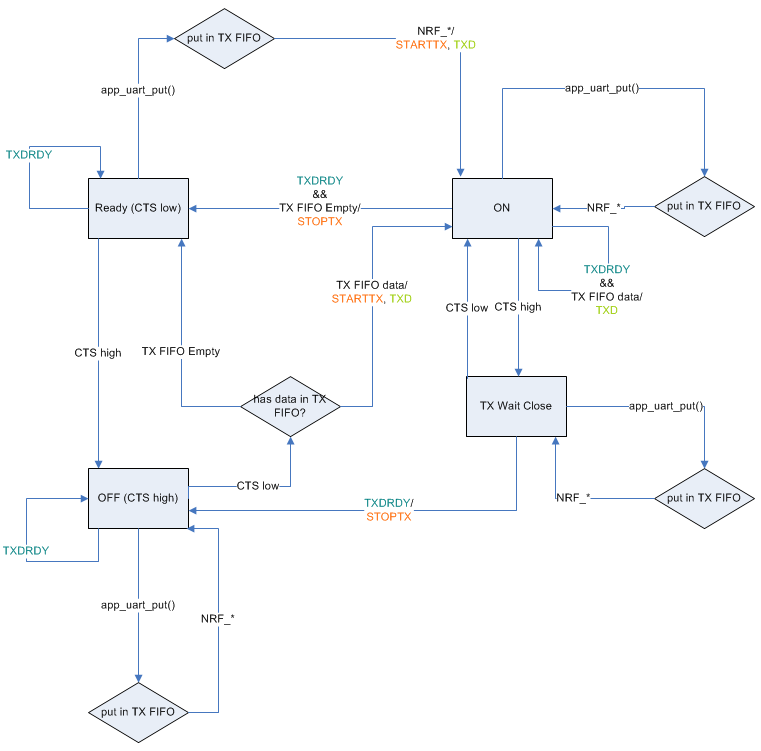 put in TX FIFO
NRF_*/
STARTTX, TXD
app_uart_put()
app_uart_put()
TXDRDY
TXDRDY
&&
TX FIFO Empty/
STOPTX
Ready (CTS low)
ON
NRF_*
put in TX FIFO
TXDRDY
&&
TX FIFO data/
TXD
TX FIFO data/
STARTTX, TXD
CTS low
CTS high
CTS high
TX FIFO Empty
has data in TX
FIFO?
TX Wait Close
app_uart_put()
CTS low
OFF (CTS high)
NRF_*
put in TX FIFO
TXDRDY/
STOPTX
TXDRDY
app_uart_put()
NRF_*
put in TX FIFO